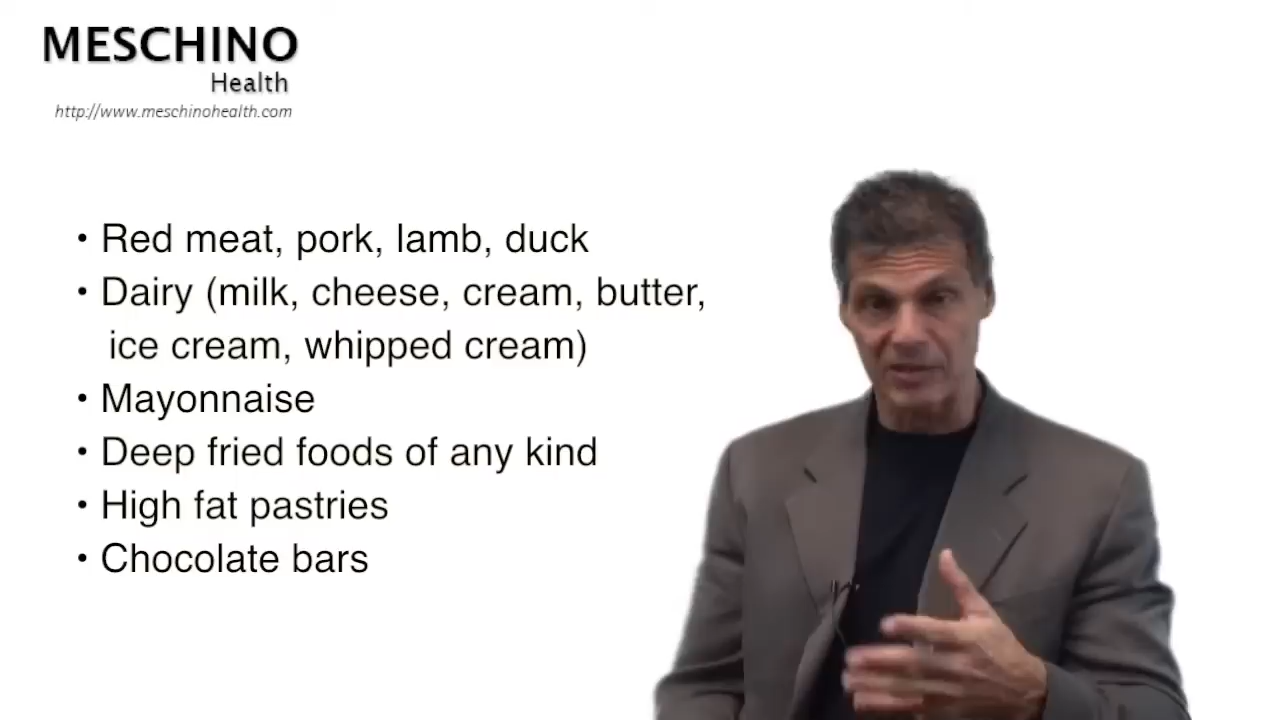 MESCHINO
Health
http://www.meschinohealth.com
• Red meat, pork, lamb, duck
• Dairy (milk, cheese, cream, butter,
ice cream, whipped cream)
• Mayonnaise
• Deep fried foods of any kind
• High fat pastries
• Chocolate bars